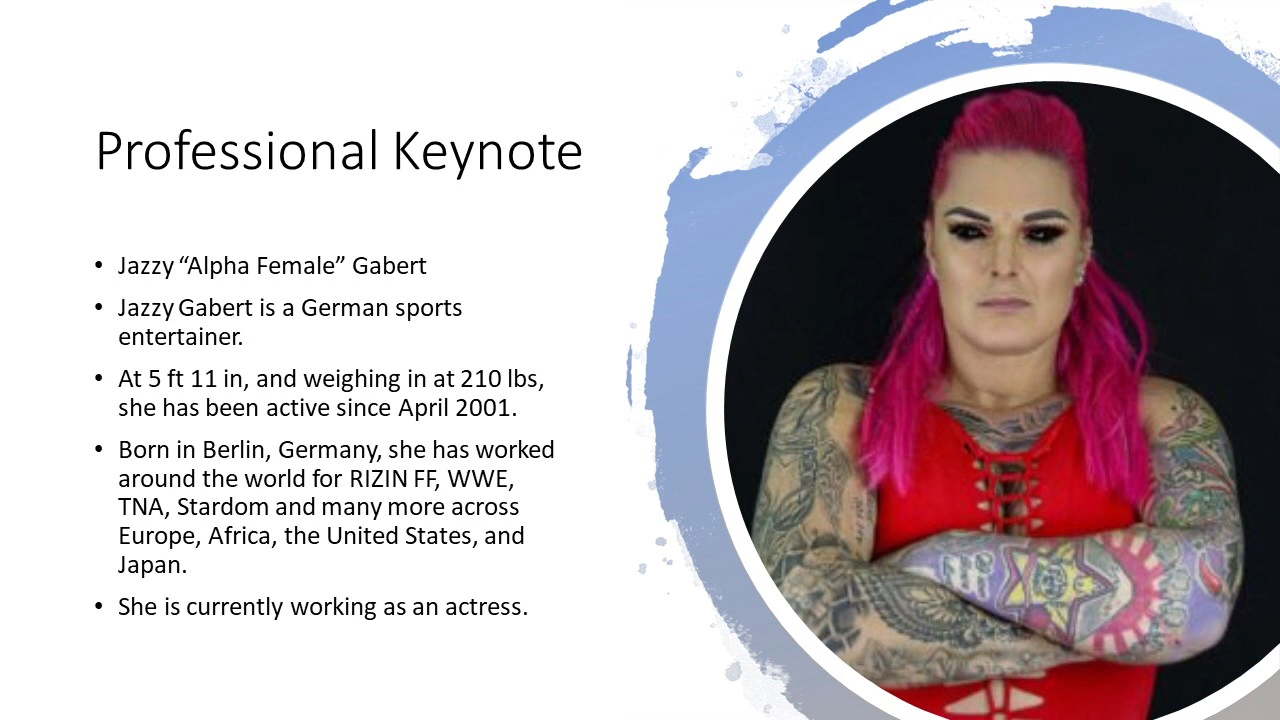 Professional Keynote
• Jazzy “Alpha Female” Gabert
• Jazzy Gabert is a German sports
entertainer.
• At 5 ft 11 in, and weighing in at 210 lbs,
she has been active since April 2001.
• Born in Berlin, Germany, she has worked
around the world for RIZIN FF, WWE,
TNA, Stardom and many more across
Europe, Africa, the United States, and
Japan.
• She is currently working as an actress.